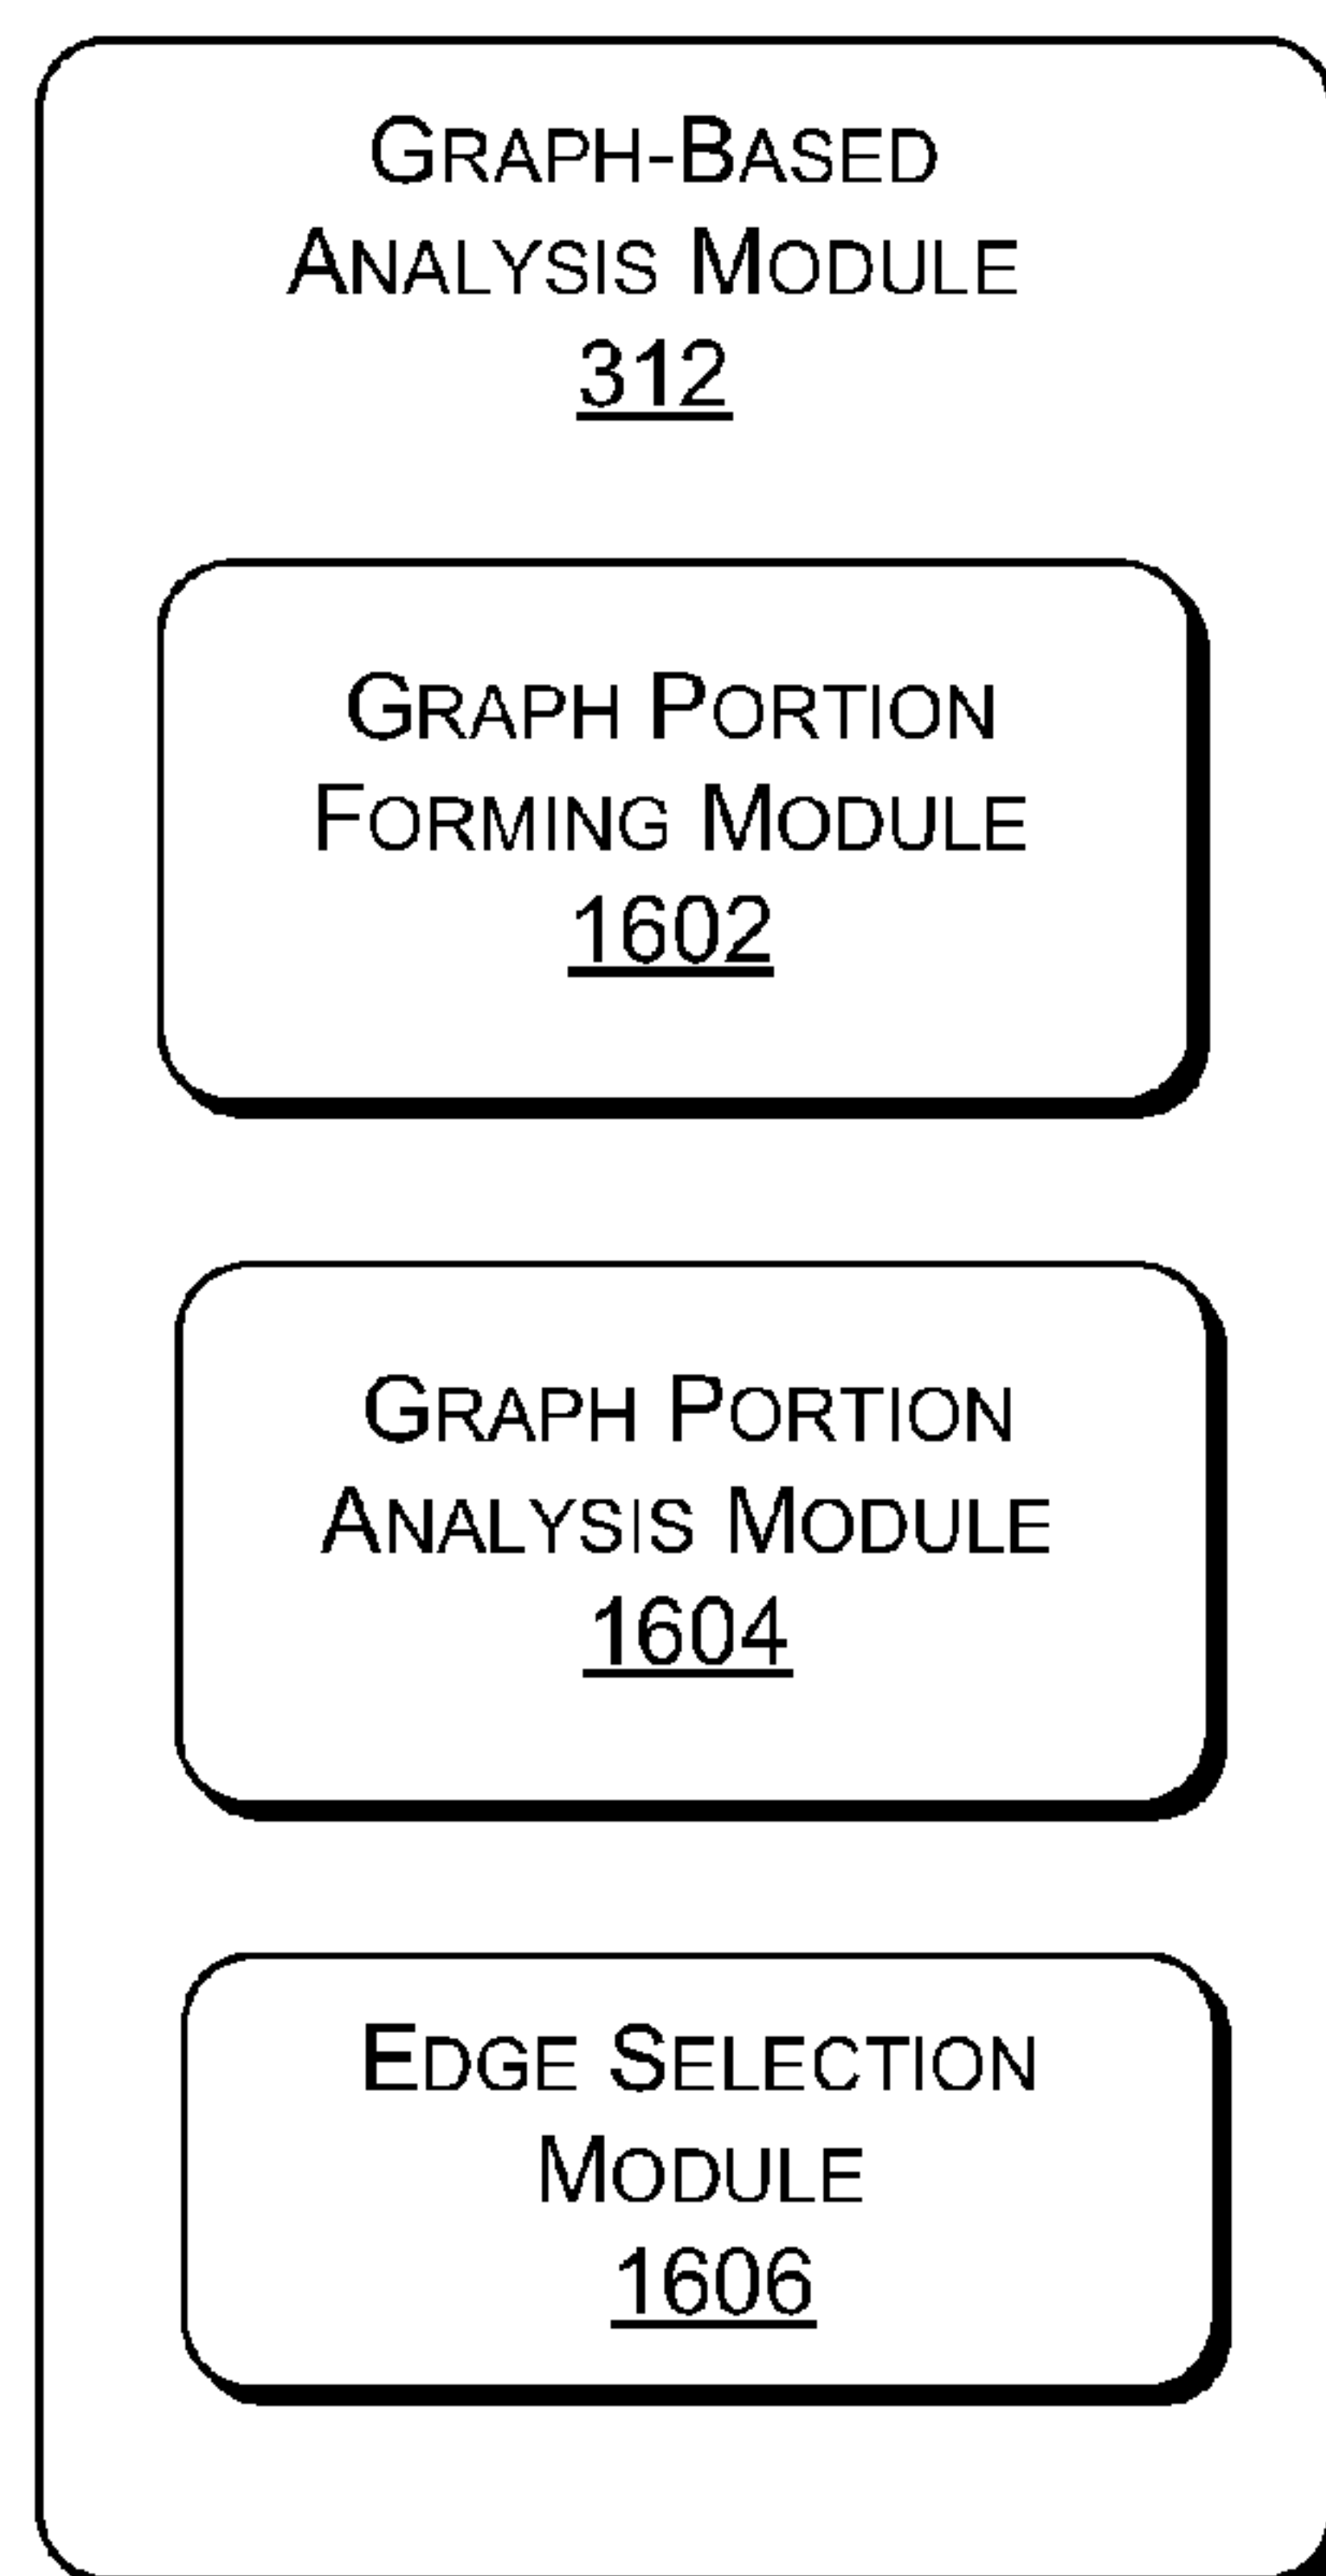 GRAPH-BASED
ANALYSIS MODULE
312
GRAPH PORTION
FORMING MODULE
1602
GRAPH PORTION
ANALYSIS MODULE
1604
EDGE SELECTION
MODULE
1606